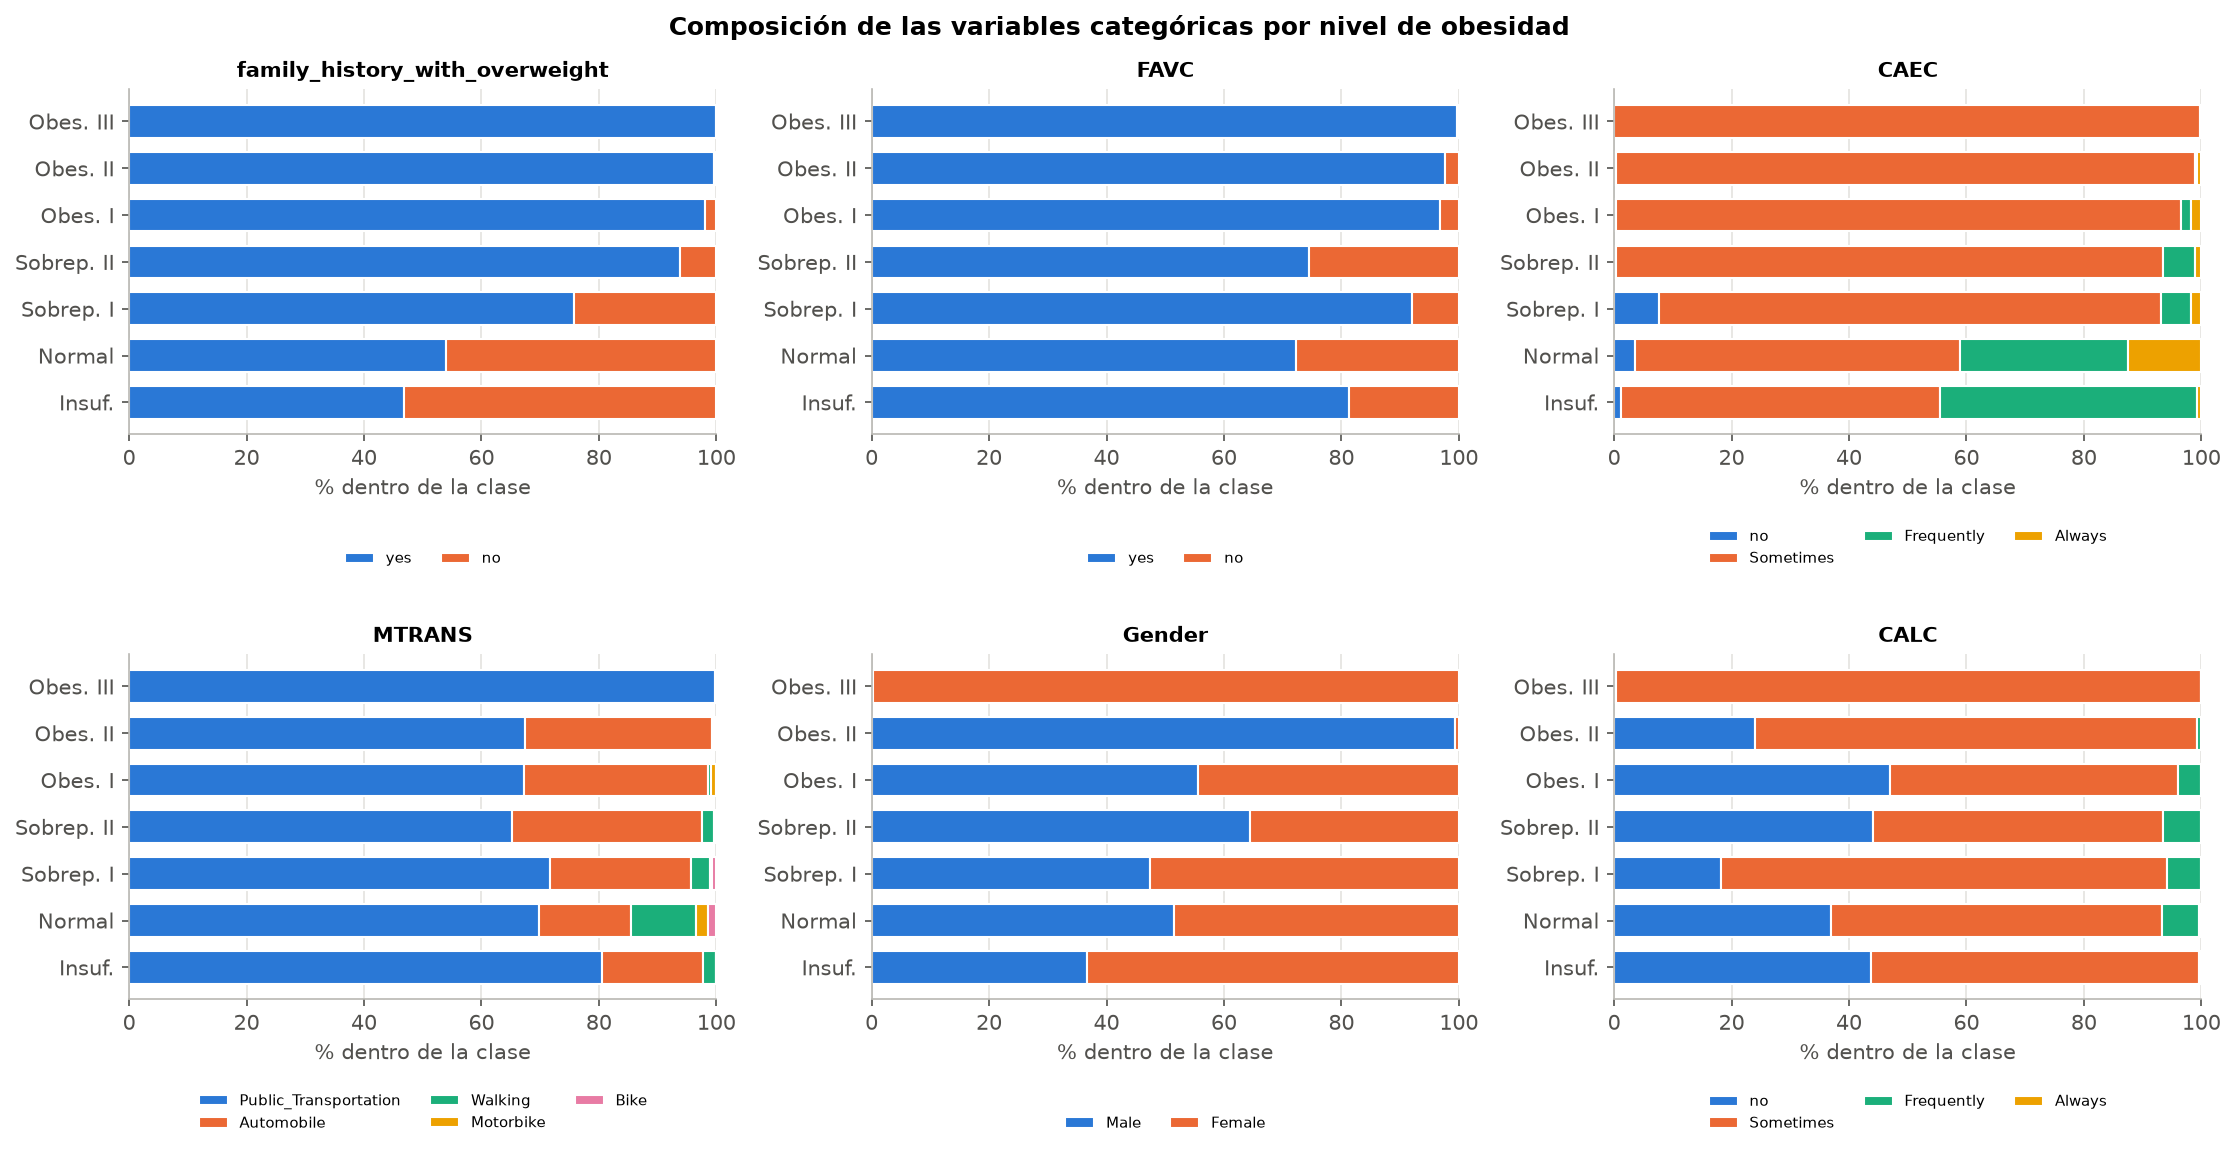 Composición de las variables categóricas por nivel de obesidad
family_history_with_overweight
Obes. III
Obes. II
Obes. I
Sobrep. II
Sobrep. I
Normal
Insuf.
0 20 40 60 80 100
% dentro de la clase
yes no
FAVC
Obes. III
Obes. II
Obes. I
Sobrep. II
Sobrep. I
Normal
Insuf.
0 20 40 60 80 100
% dentro de la clase
yes no
CAEC
Obes. III
Obes. II
Obes. I
Sobrep. II
Sobrep. I
Normal
Insuf.
0 20 40 60 80 100
% dentro de la clase
no Frequently Always
Sometimes
MTRANS
Obes. III
Obes. II
Obes. I
Sobrep. II
Sobrep. I
Normal
Insuf.
0 20 40 60 80 100
% dentro de la clase
Public_Transportation Walking Bike
Automobile Motorbike
Gender
Obes. III
Obes. II
Obes. I
Sobrep. II
Sobrep. I
Normal
Insuf.
0 20 40 60 80 100
% dentro de la clase
Male Female
CALC
Obes. III
Obes. II
Obes. I
Sobrep. II
Sobrep. I
Normal
Insuf.
0 20 40 60 80 100
% dentro de la clase
no Frequently Always
Sometimes